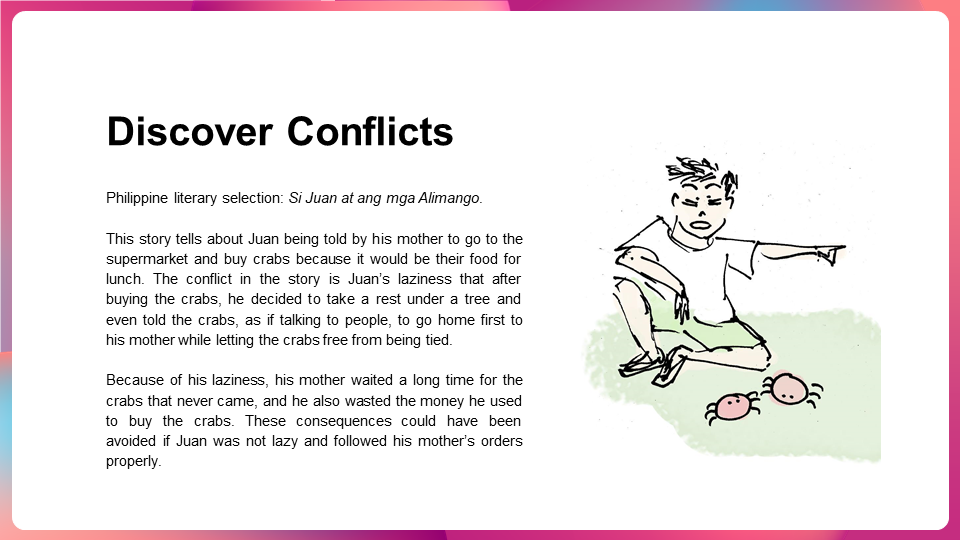 Discover Conflicts
Philippine literary selection: Si Juan at ang mga Alimango.
This story tells about Juan being told by his mother to go to the
supermarket and buy crabs because it would be their food for
lunch. The conflict in the story is Juan’s laziness that after
buying the crabs, he decided to take a rest under a tree and
even told the crabs, as if talking to people, to go home first to
his mother while letting the crabs free from being tied.
Because of his laziness, his mother waited a long time for the
crabs that never came, and he also wasted the money he used
to buy the crabs. These consequences could have been
avoided if Juan was not lazy and followed his mother’s orders
properly.